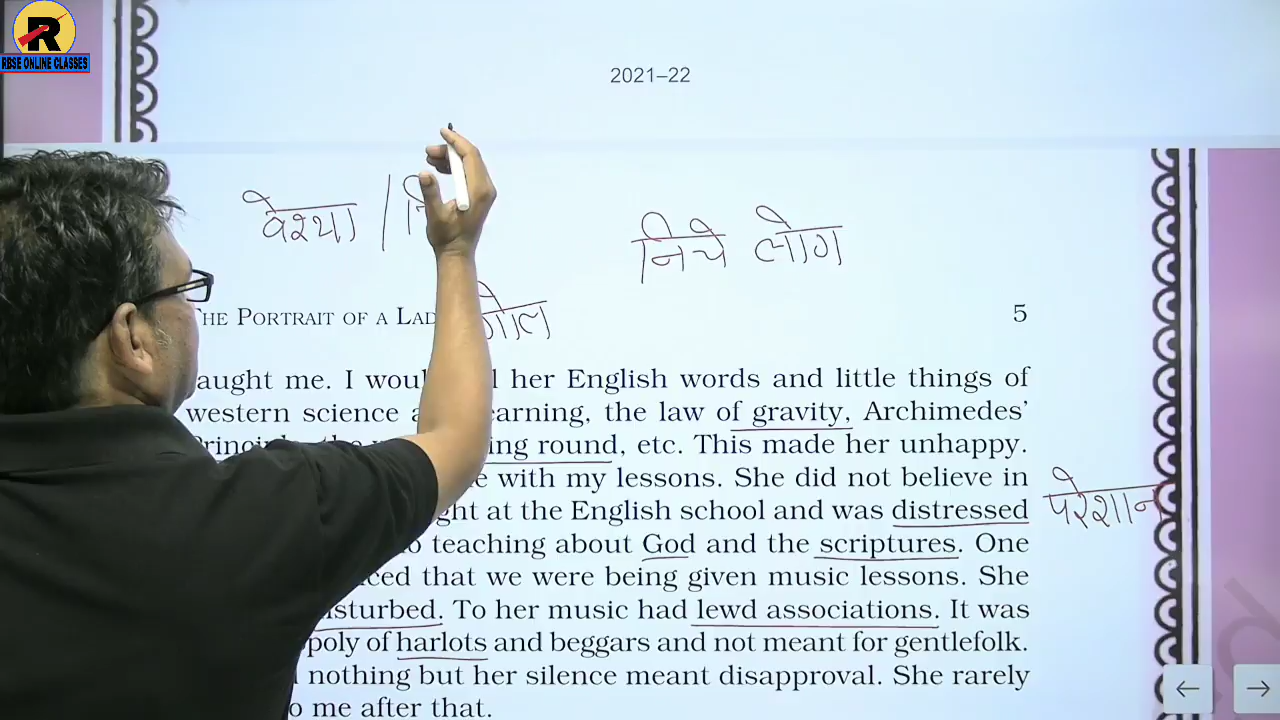 R
RBSE ONLINE CLASSES
2021–22
वेश्या / नि
निचे लोग
THE PORTRAIT OF A LAD
गोल
5
aught me. I woul l her English words and little things of
western science a earning, the law of gravity, Archimedes'
Principl the w ing round, etc. This made her unhappy.
e with my lessons. She did not believe in
ght at the English school and was distressed
परेशान
o teaching about God and the scriptures. One
ced that we were being given music lessons. She
isturbed. To her music had lewd associations. It was
poly of harlots and beggars and not meant for gentlefolk.
nothing but her silence meant disapproval. She rarely
o me after that.